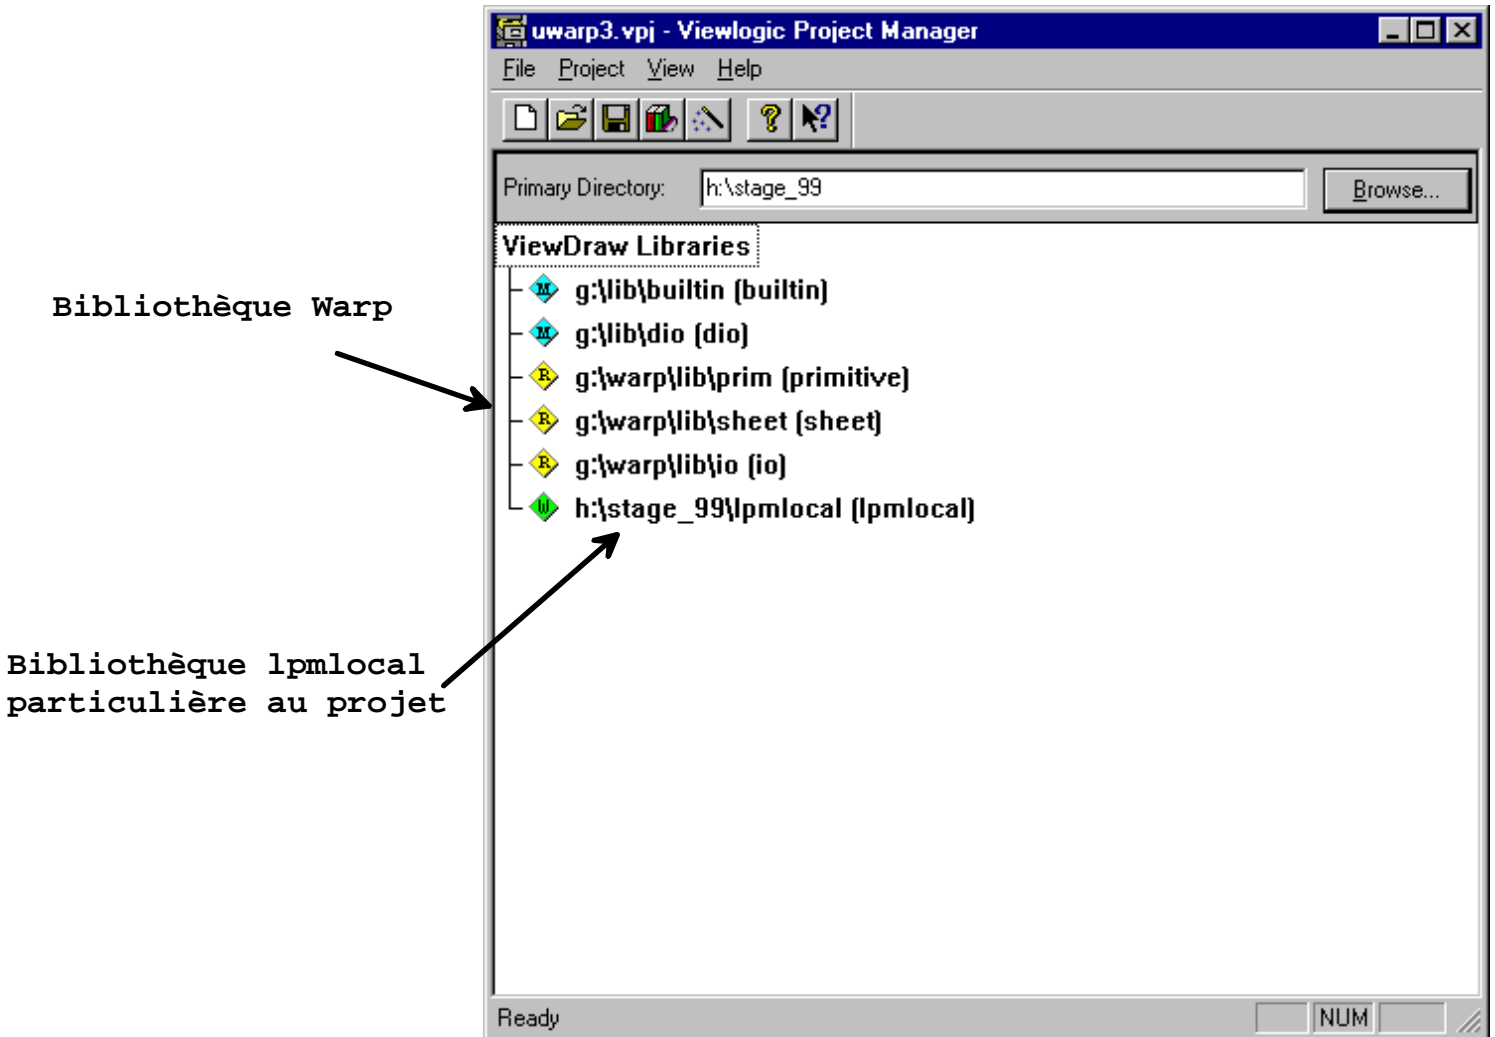 uwarp3.vpj - Viewlogic Project Manager
File Project View Help
Primary Directory: h:\stage_99 Browse...
ViewDraw Libraries
M g:\lib\builtin (builtin)
Bibliothèque Warp
M g:\lib\dio (dio)
R g:\warp\lib\prim (primitive)
R g:\warp\lib\sheet (sheet)
R g:\warp\lib\io (io)
W h:\stage_99\lpmlocal (lpmlocal)
Bibliothèque lpmlocal
particulière au projet
Ready NUM